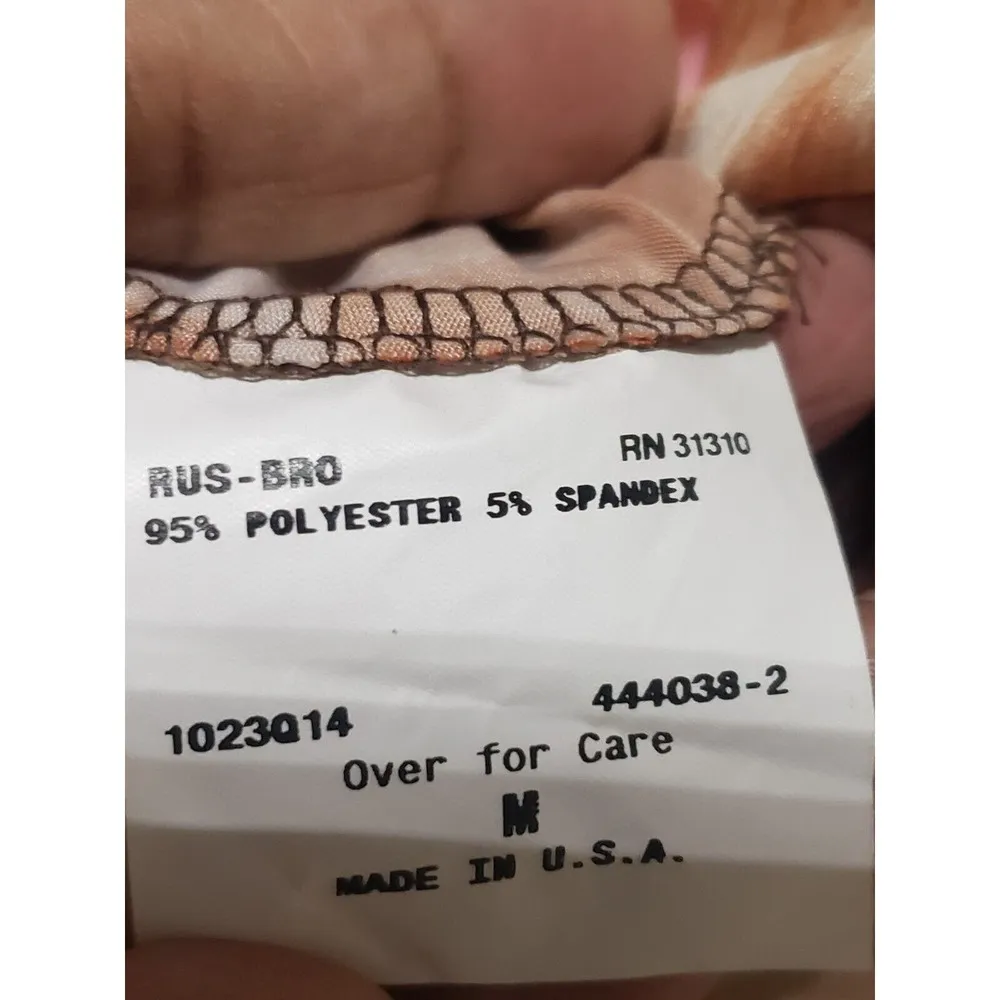 RUS-BRO
RN 31310
95% POLYESTER 5% SPANDEX
444038-2
1023Q14
Over for Care
M
MADE IN U.S.A.